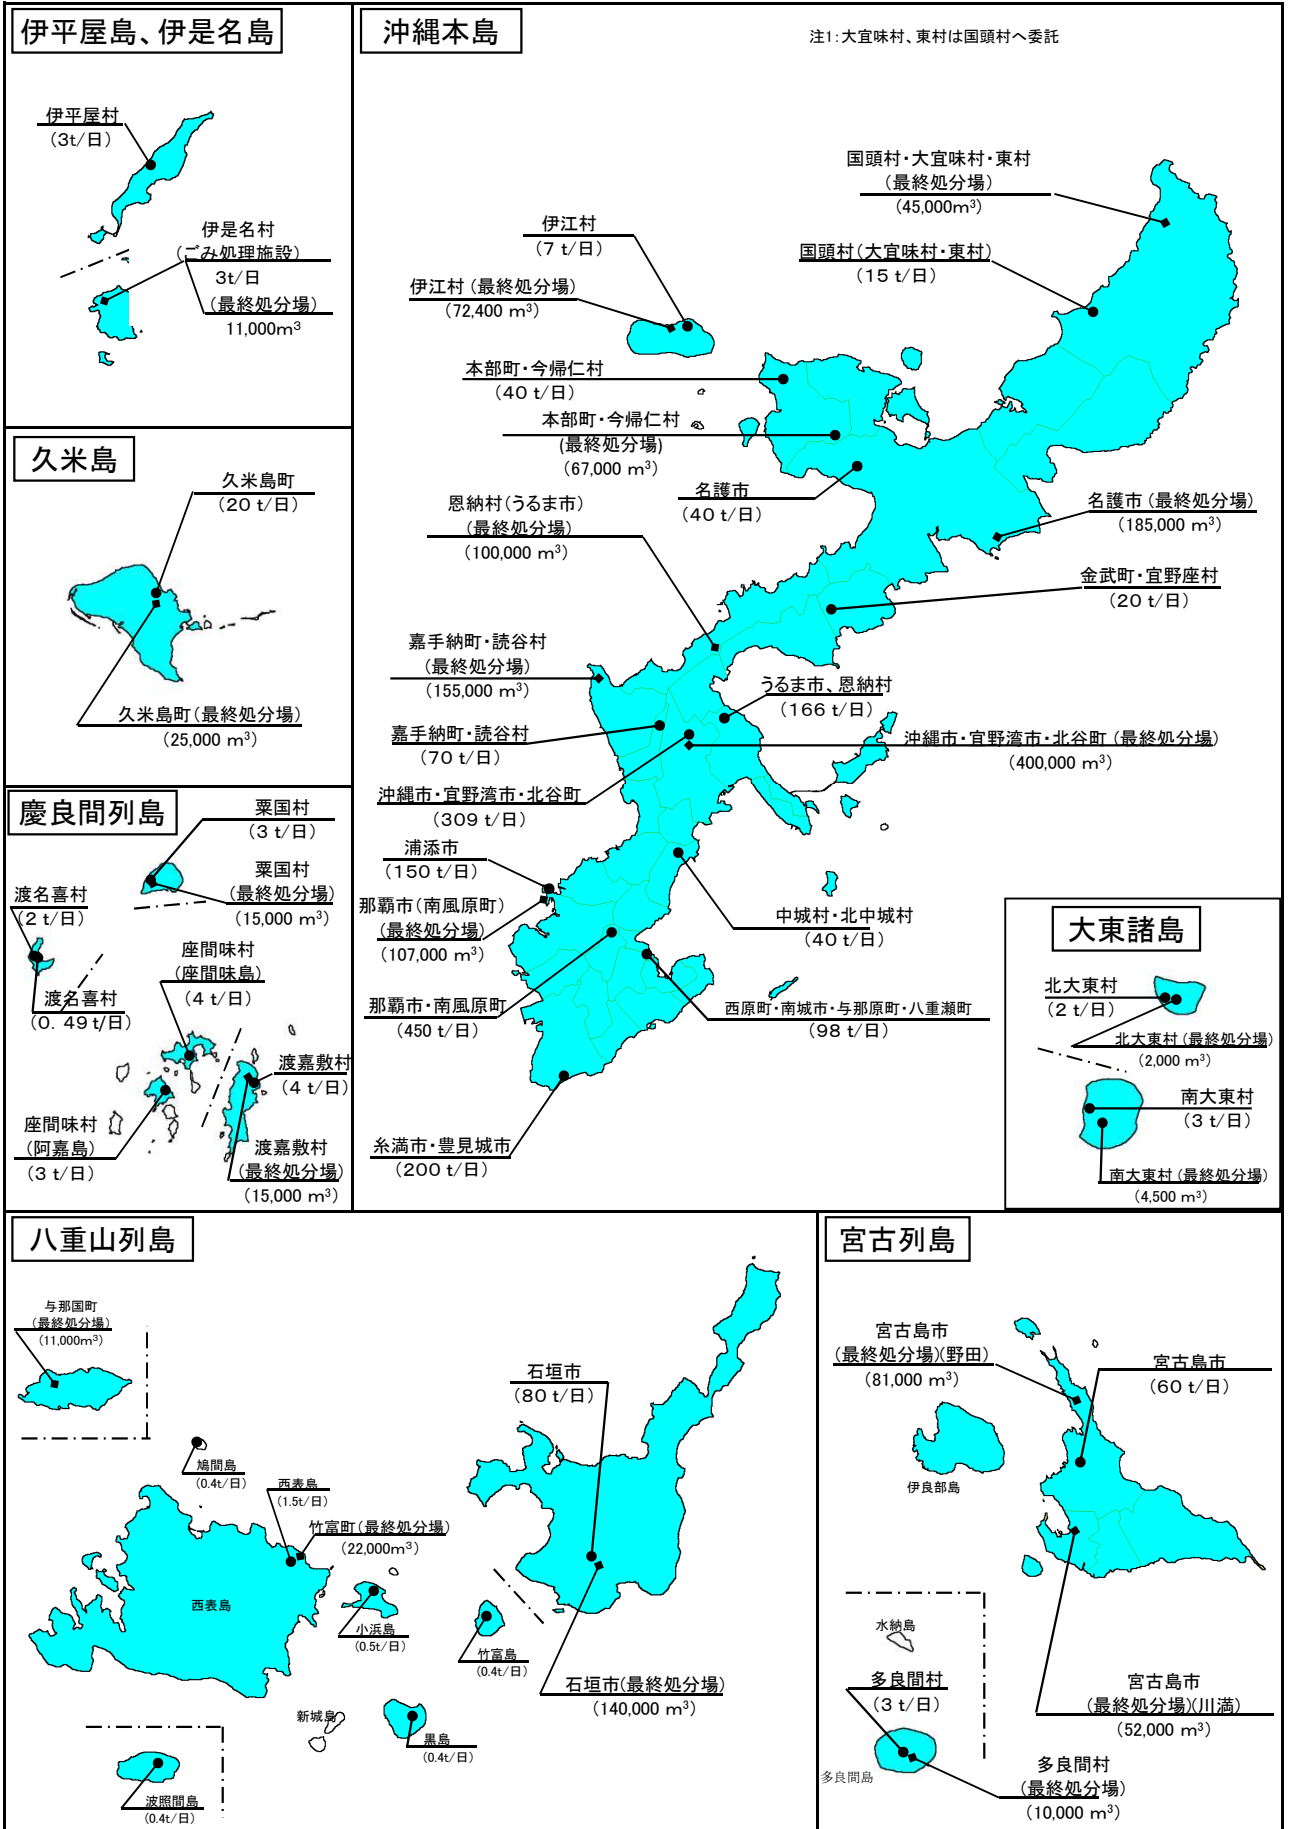 伊平屋島、伊是名島
伊平屋村
(3t/日)
伊是名村
(ごみ処理施設)
3t/日
(最終処分場)
11,000m³
久米島
久米島町
(20 t/日)
久米島町(最終処分場)
(25,000 m³)
慶良間列島
粟国村
(3 t/日)
粟国村
(最終処分場)
(15,000 m³)
渡名喜村
(2 t/日)
渡名喜村
(0. 49 t/日)
座間味村
(座間味島)
(4 t/日)
渡嘉敷村
(4 t/日)
座間味村
(阿嘉島)
(3 t/日)
渡嘉敷村
(最終処分場)
(15,000 m³)
沖縄本島
注1:大宜味村、東村は国頭村へ委託
国頭村・大宜味村・東村
(最終処分場)
(45,000m³)
国頭村(大宜味村・東村)
(15 t/日)
伊江村
(7 t/日)
伊江村(最終処分場)
(72,400 m³)
本部町・今帰仁村
(40 t/日)
本部町・今帰仁村
(最終処分場)
(67,000 m³)
名護市
(40 t/日)
名護市(最終処分場)
(185,000 m³)
恩納村(うるま市)
(最終処分場)
(100,000 m³)
金武町・宜野座村
(20 t/日)
嘉手納町・読谷村
(最終処分場)
(155,000 m³)
うるま市、恩納村
(166 t/日)
嘉手納町・読谷村
(70 t/日)
沖縄市・宜野湾市・北谷町(最終処分場)
(400,000 m³)
沖縄市・宜野湾市・北谷町
(309 t/日)
浦添市
(150 t/日)
那覇市(南風原町)
(最終処分場)
(107,000 m³)
中城村・北中城村
(40 t/日)
那覇市・南風原町
(450 t/日)
西原町・南城市・与那原町・八重瀬町
(98 t/日)
糸満市・豊見城市
(200 t/日)
大東諸島
北大東村
(2 t/日)
北大東村(最終処分場)
(2,000 m³)
南大東村
(3 t/日)
南大東村(最終処分場)
(4,500 m³)
八重山列島
与那国町
(最終処分場)
(11,000m³)
鳩間島
(0.4t/日)
西表島
(1.5t/日)
竹富町(最終処分場)
(22,000m³)
西表島
小浜島
(0.5t/日)
石垣市
(80 t/日)
竹富島
(0.4t/日)
石垣市(最終処分場)
(140,000 m³)
新城島
黒島
(0.4t/日)
波照間島
(0.4t/日)
宮古列島
宮古島市
(最終処分場)(野田)
(81,000 m³)
宮古島市
(60 t/日)
伊良部島
水納島
多良間村
(3 t/日)
多良間島
宮古島市
(最終処分場)(川満)
(52,000 m³)
多良間村
(最終処分場)
(10,000 m³)